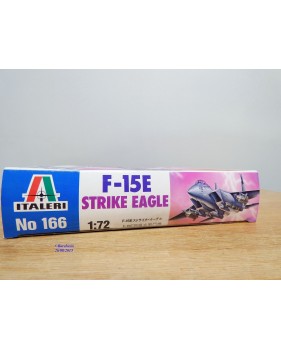 ITALERI
No 166
F-15E
STRIKE EAGLE
1:72